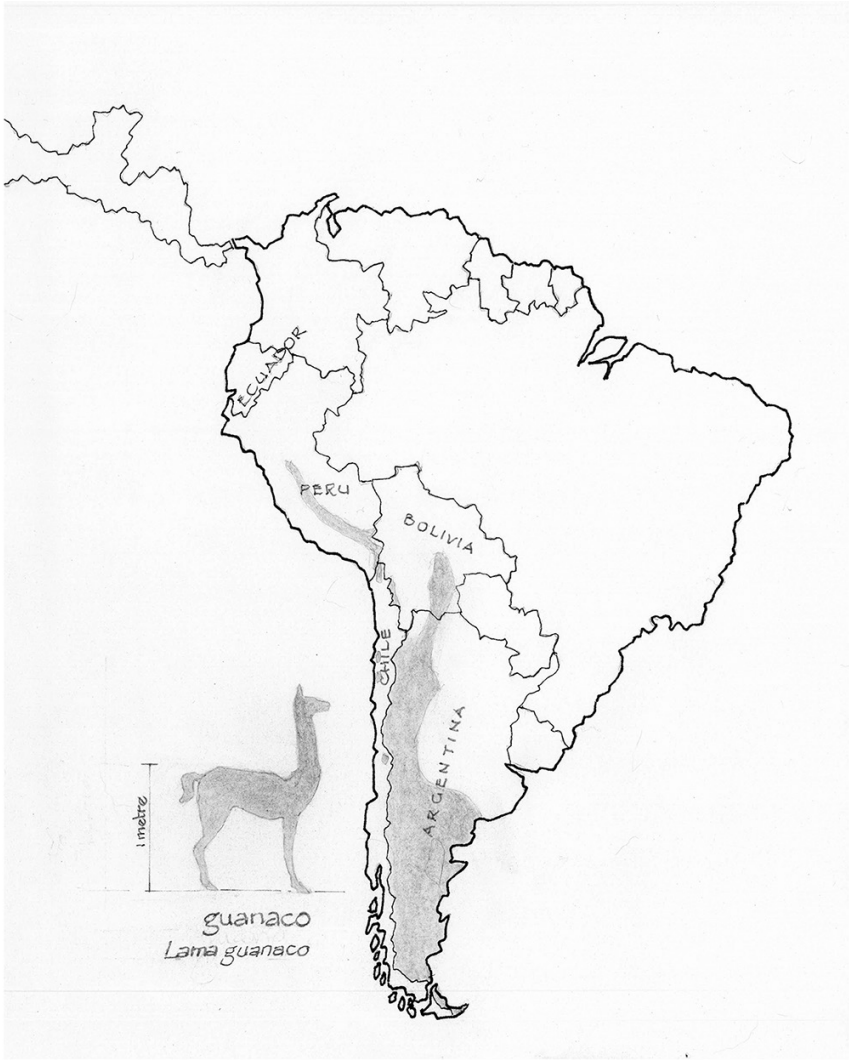 ECUADOR
PERU
BOLIVIA
CHILE
ARGENTINA
1 metre
guanaco
Lama guanaco